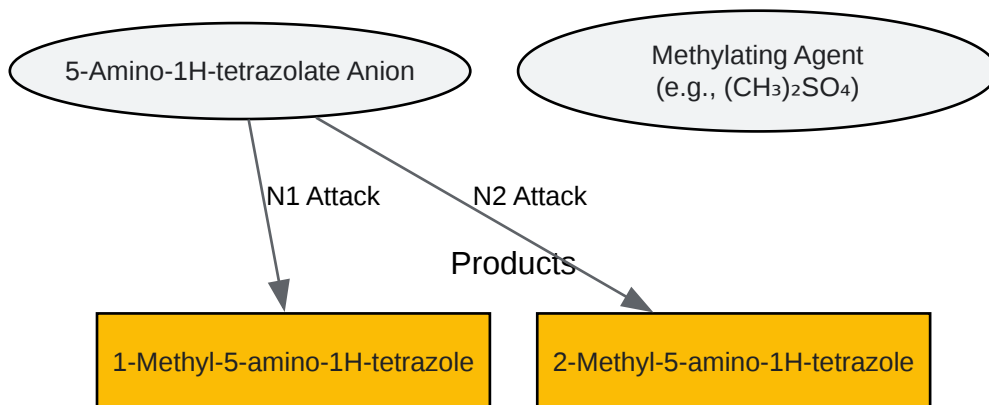 5-Amino-1H-tetrazolate Anion
Methylating Agent
(e.g., (CH₃)₂SO₄)
N1 Attack
N2 Attack
Products
1-Methyl-5-amino-1H-tetrazole
2-Methyl-5-amino-1H-tetrazole